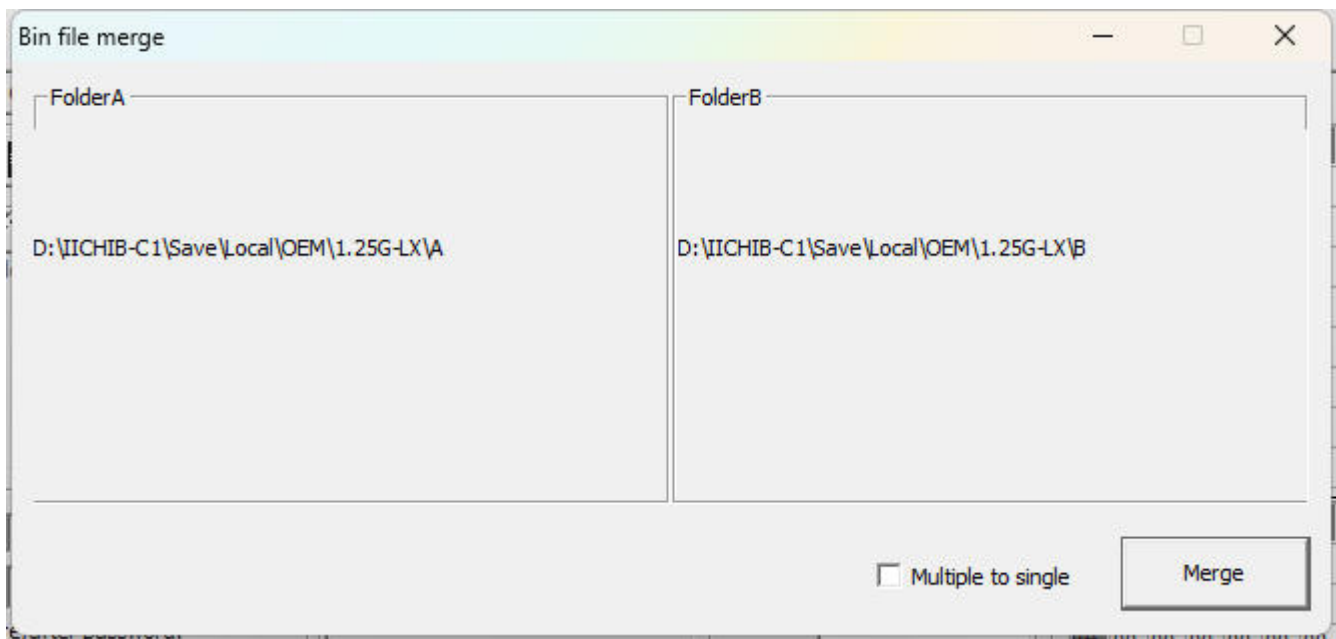 Bin file merge
FolderA
FolderB
D:\IICHIB-C1\Save\Local\OEM\1.25G-LX\A
D:\IICHIB-C1\Save\Local\OEM\1.25G-LX\B
Multiple to single
Merge